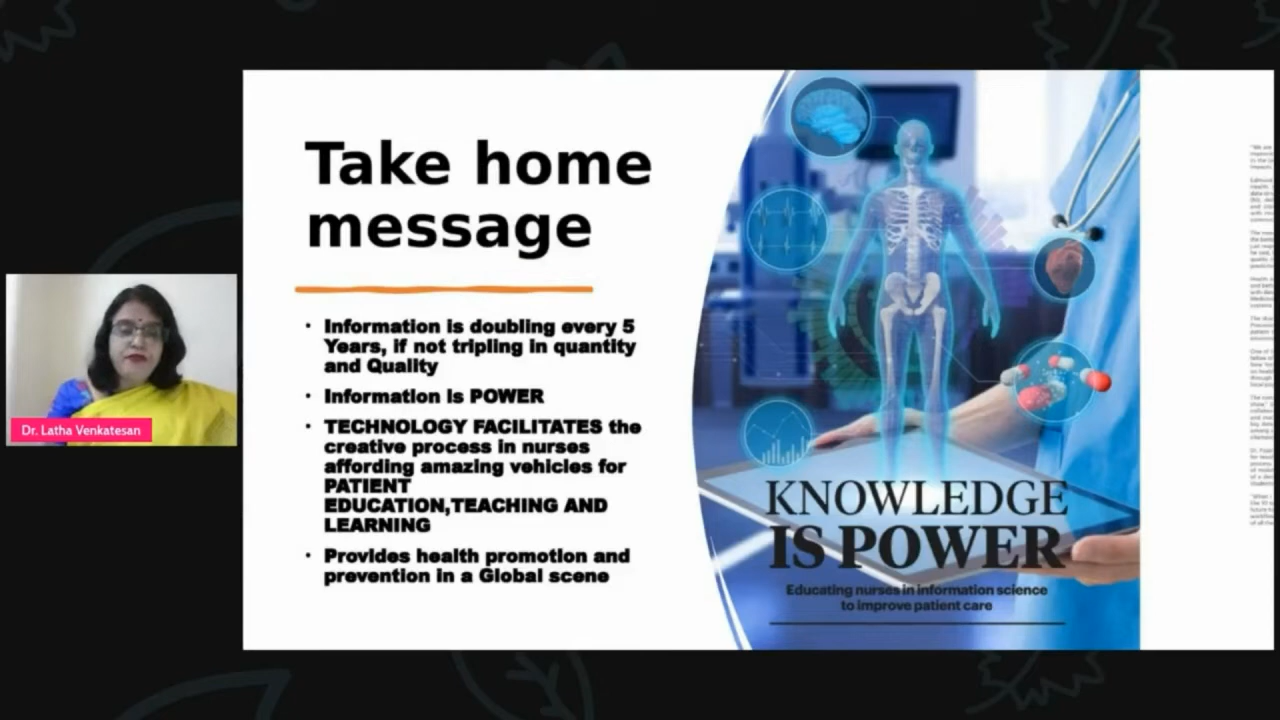 Take home
message
• Information is doubling every 5
Years, if not tripling in quantity
and Quality
• Information is POWER
• TECHNOLOGY FACILITATES the
creative process in nurses
affording amazing vehicles for
PATIENT
EDUCATION,TEACHING AND
LEARNING
• Provides health promotion and
prevention in a Global scene
KNOWLEDGE
IS POWER
Educating nurses in information science
to improve patient care
Dr. Latha Venkatesan